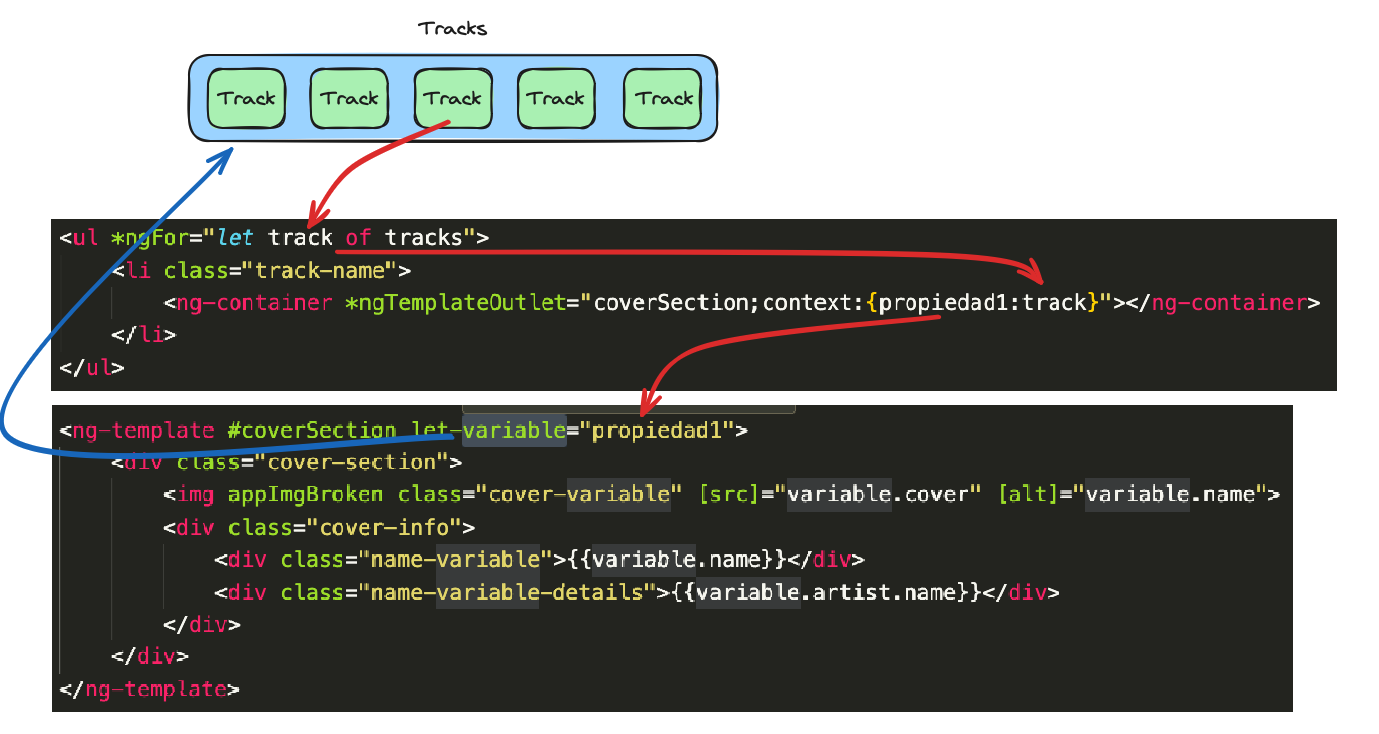 Tracks
Track Track Track Track Track
<ul *ngFor="let track of tracks">
<li class="track-name">
<ng-container *ngTemplateOutlet="coverSection;context:{propiedad1:track}"></ng-container>
</li>
</ul>
<ng-template #coverSection let-variable="propiedad1">
<div class="cover-section">
<img appImgBroken class="cover-variable" [src]="variable.cover" [alt]="variable.name">
<div class="cover-info">
<div class="name-variable">{{variable.name}}</div>
<div class="name-variable-details">{{variable.artist.name}}</div>
</div>
</div>
</ng-template>